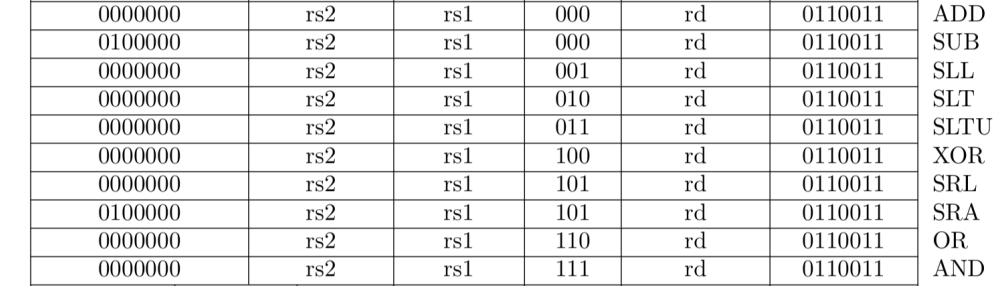 0000000 rs2 rs1 000 rd 0110011 ADD
0100000 rs2 rs1 000 rd 0110011 SUB
0000000 rs2 rs1 001 rd 0110011 SLL
0000000 rs2 rs1 010 rd 0110011 SLT
0000000 rs2 rs1 011 rd 0110011 SLTU
0000000 rs2 rs1 100 rd 0110011 XOR
0000000 rs2 rs1 101 rd 0110011 SRL
0100000 rs2 rs1 101 rd 0110011 SRA
0000000 rs2 rs1 110 rd 0110011 OR
0000000 rs2 rs1 111 rd 0110011 AND